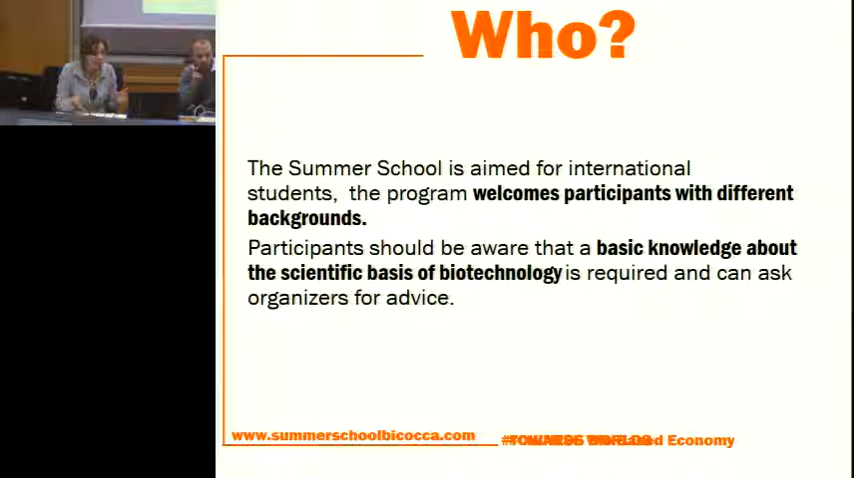 Who?
The Summer School is aimed for international
students, the program welcomes participants with different
backgrounds.
Participants should be aware that a basic knowledge about
the scientific basis of biotechnology is required and can ask
organizers for advice.
www.summerschoolbicocca.com
Economy